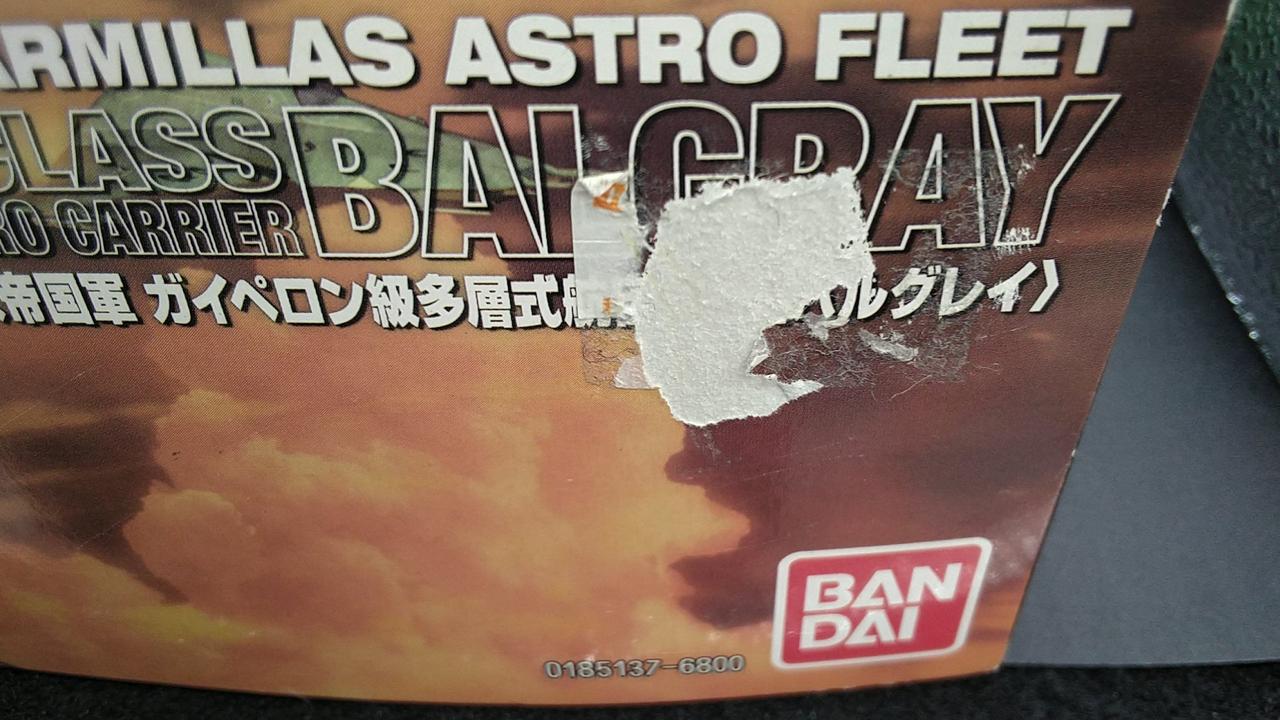 ARMILLAS ASTRO FLEET
CLASS BALGRAY
RO CARRIER
帝国軍 ガイペロン級多層式航 ルグレイ〉
BAN
DAI
0185137-6800